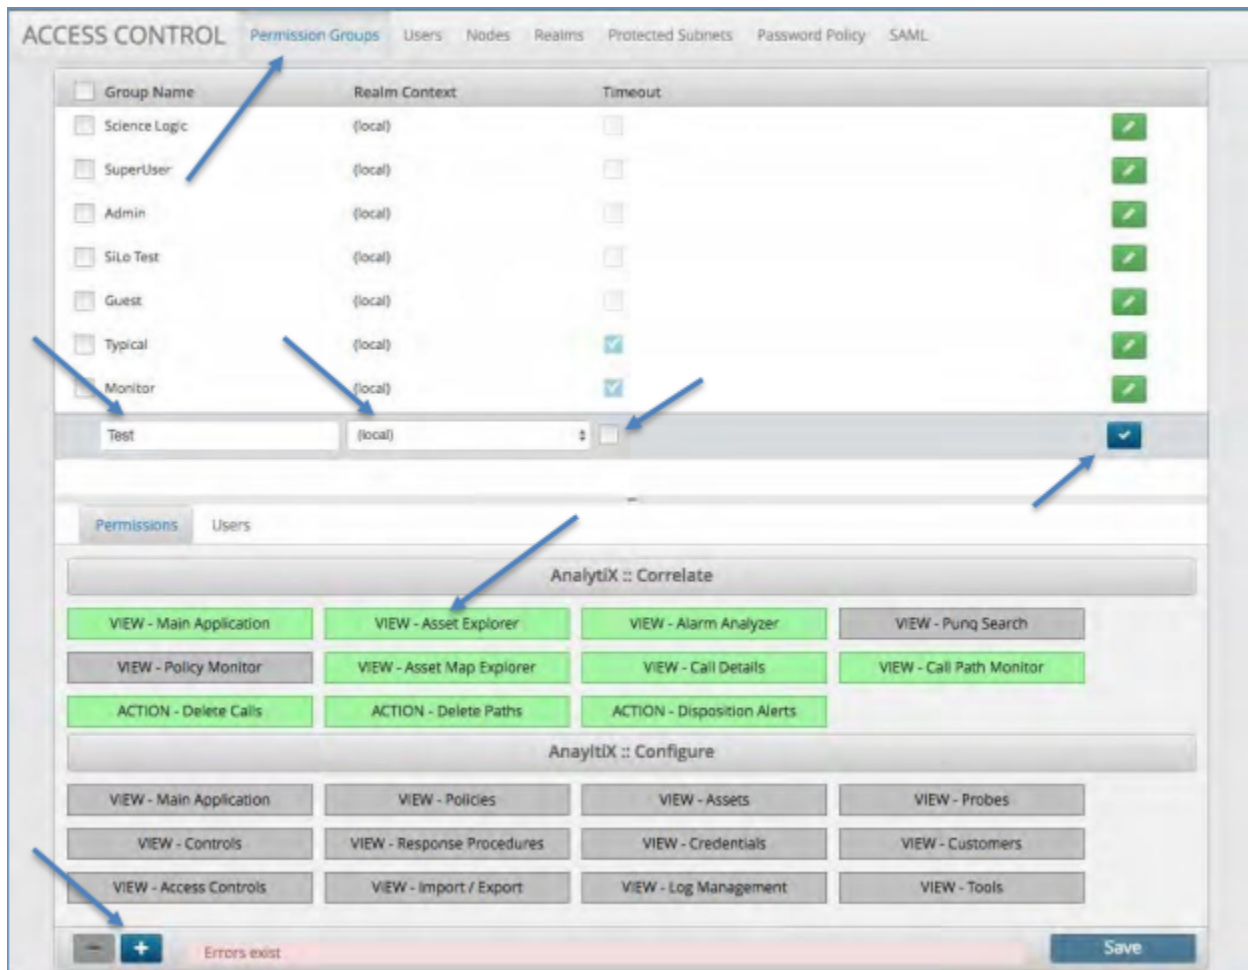 ACCESS CONTROL Permission Groups Users Nodes Realms Protected Subnets Password Policy SAML
Group Name Realm Context Timeout
Science Logic (local)
SuperUser (local)
Admin (local)
SiLo Test (local)
Guest (local)
Typical (local)
Monitor (local)
Test (local)
Permissions Users
AnalytiX :: Correlate
VIEW - Main Application VIEW - Asset Explorer VIEW - Alarm Analyzer VIEW - Punq Search
VIEW - Policy Monitor VIEW - Asset Map Explorer VIEW - Call Details VIEW - Call Path Monitor
ACTION - Delete Calls ACTION - Delete Paths ACTION - Disposition Alerts
AnayltiX :: Configure
VIEW - Main Application VIEW - Policies VIEW - Assets VIEW - Probes
VIEW - Controls VIEW - Response Procedures VIEW - Credentials VIEW - Customers
VIEW - Access Controls VIEW - Import / Export VIEW - Log Management VIEW - Tools
Errors exist Save